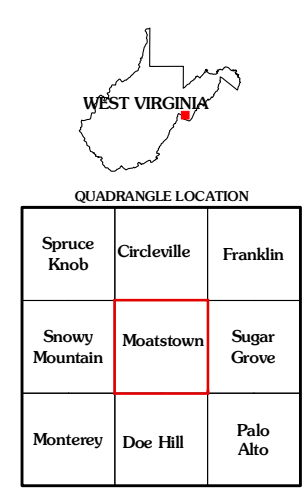 WEST VIRGINIA
QUADRANGLE LOCATION
Spruce
Knob
Circleville
Franklin
Snowy
Mountain
Moatstown
Sugar
Grove
Monterey
Doe Hill
Palo
Alto